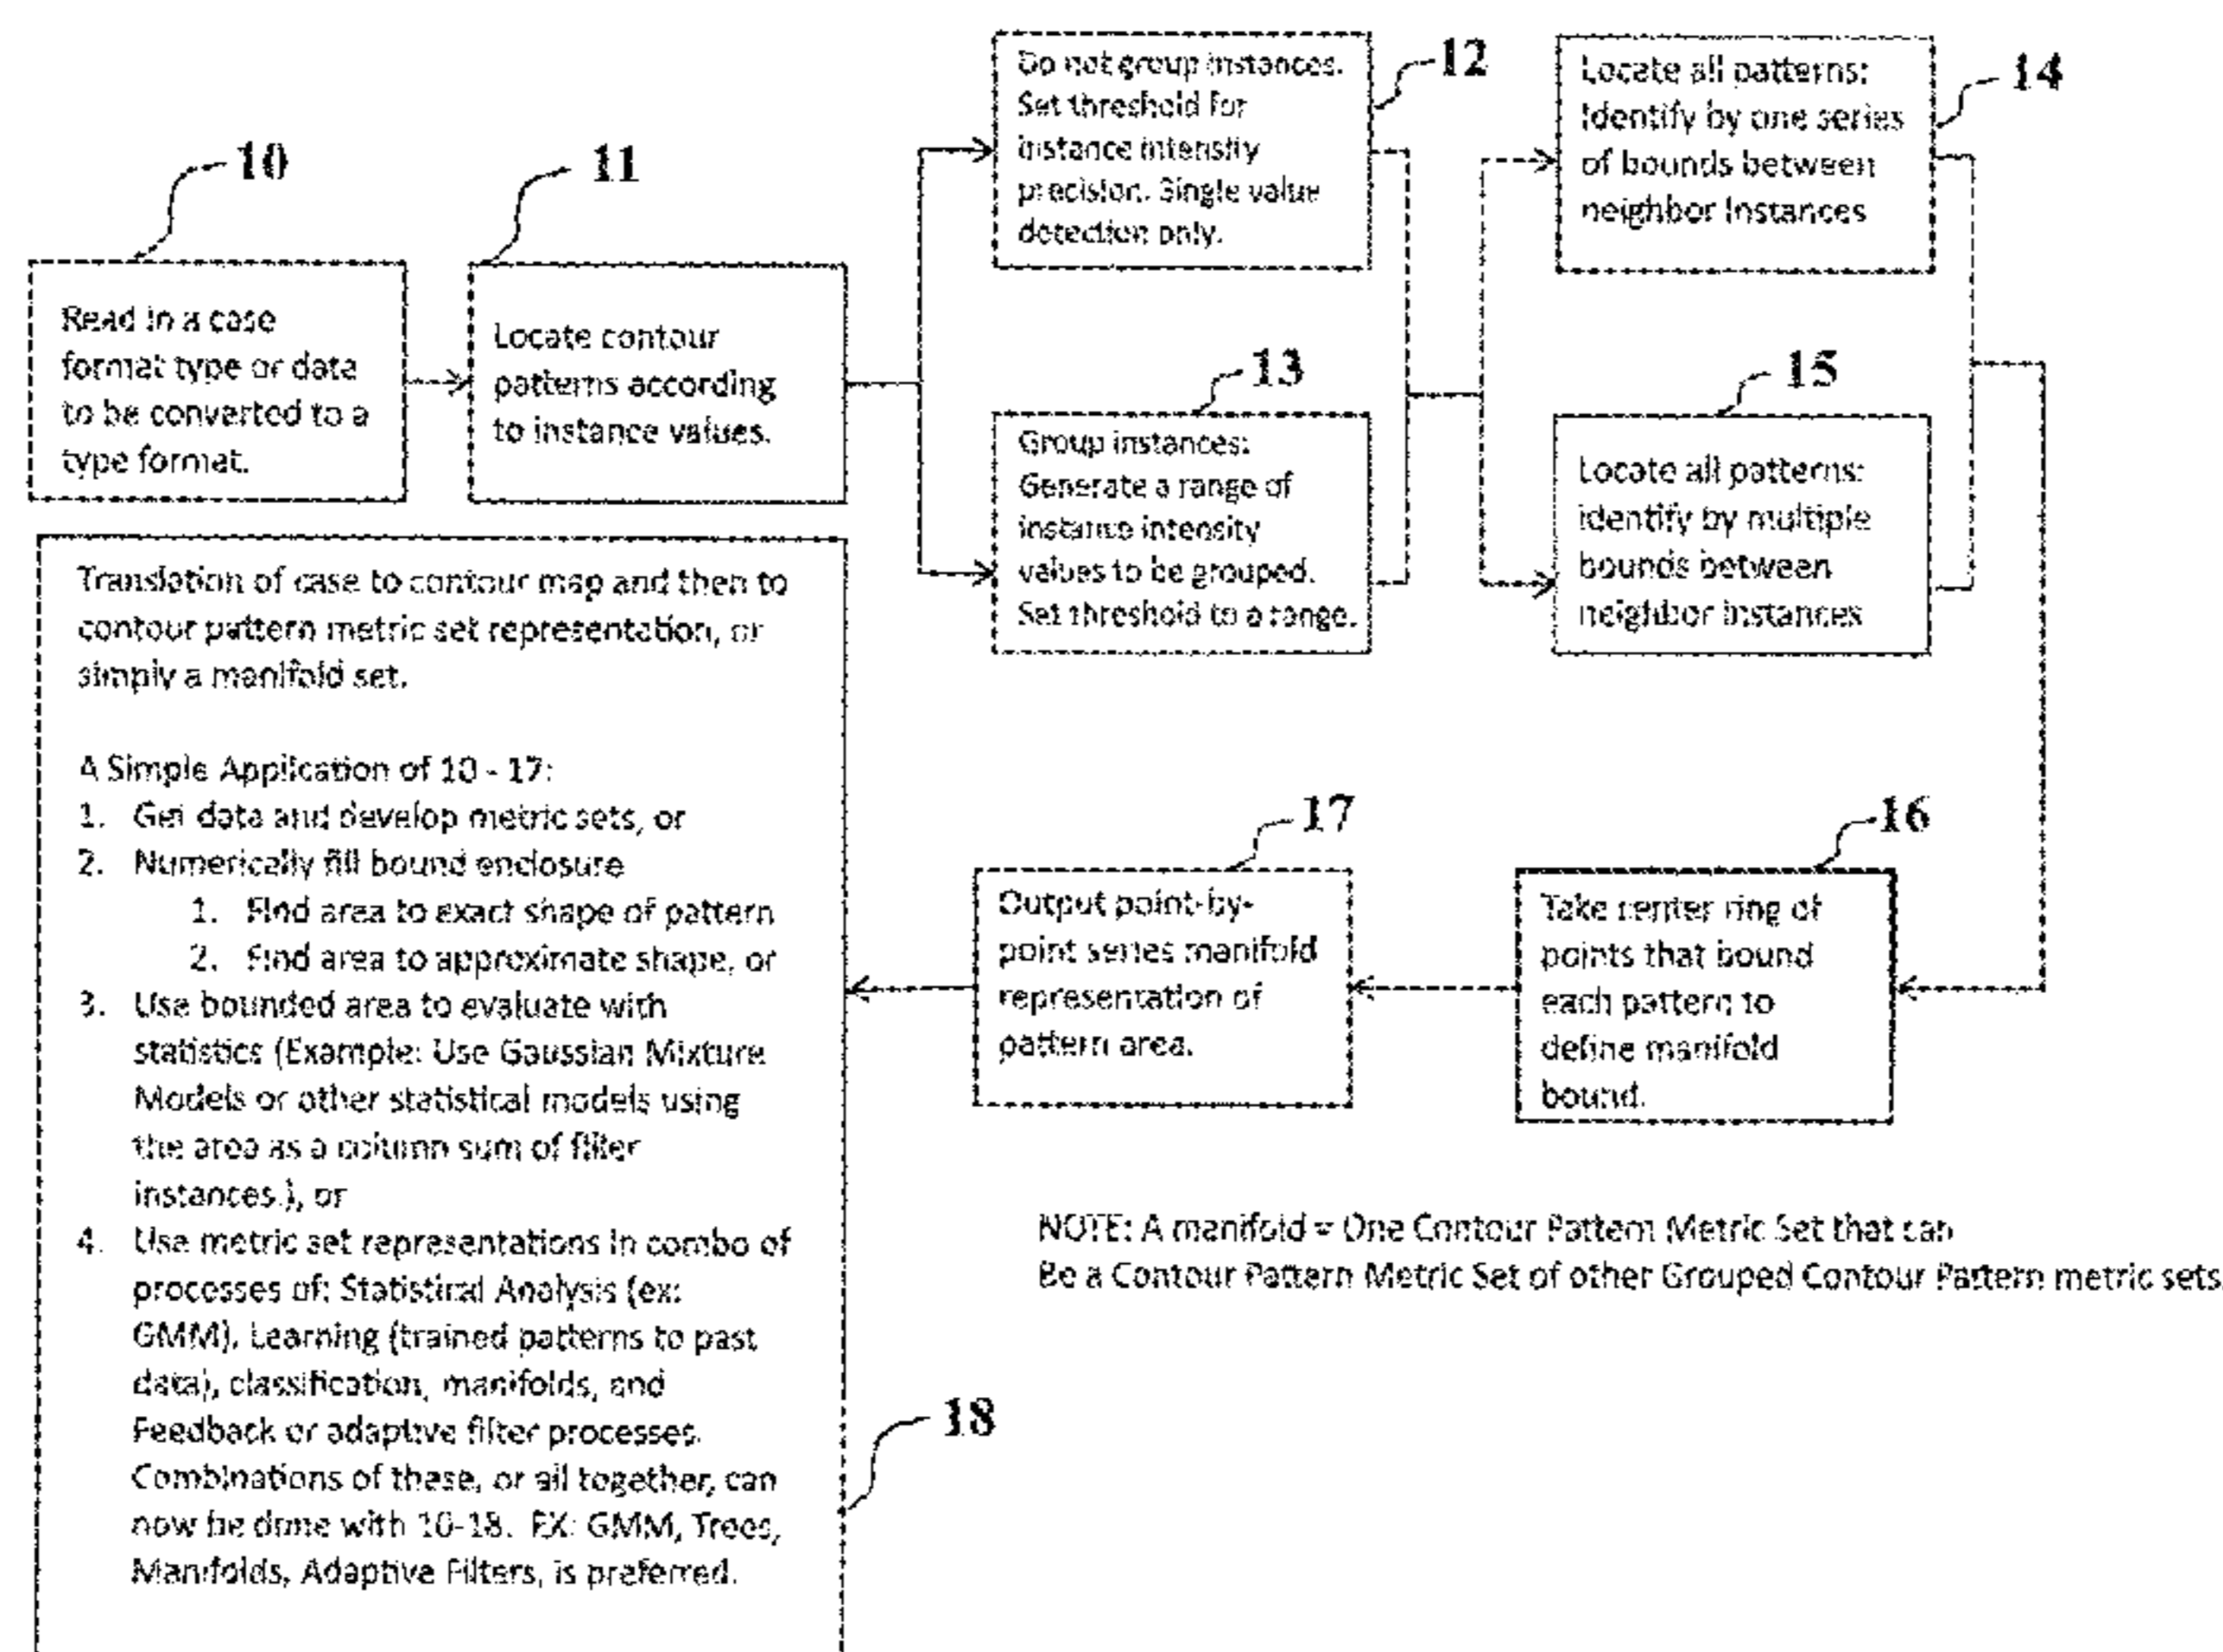 10
Read in a case
format type or data
to be converted to a
type format.
11
Locate contour
patterns according
to instance values.
12
Do not group instances.
Set threshold for
instance intensity
precision. Single value
detection only.
13
Group instances:
Generate a range of
instance intensity
values to be grouped.
Set threshold to a range.
14
Locate all patterns:
Identify by one series
of bounds between
neighbor Instances
15
Locate all patterns:
identify by multiple
bounds between
neighbor instances
16
Take center ring of
points that bound
each pattern to
define manifold
bound.
17
Output point-by-
point series manifold
representation of
pattern area.
18
Translation of case to contour map and then to
contour pattern metric set representation, or
simply a manifold set.
A Simple Application of 10 - 17:
1. Get data and develop metric sets, or
2. Numerically fill bound enclosure
1. Find area to exact shape of pattern
2. Find area to approximate shape, or
3. Use bounded area to evaluate with
statistics (Example: Use Gaussian Mixture
Models or other statistical models using
the area as a column sum of filler
instances.), or
4. Use metric set representations in combo of
processes of: Statistical Analysis (ex:
GMM), Learning (trained patterns to past
data), classification, manifolds, and
Feedback or adaptive filter processes.
Combinations of these, or all together, can
now be done with 10-18. EX: GMM, Trees,
Manifolds, Adaptive Filters, is preferred.
NOTE: A manifold = One Contour Pattern Metric Set that can
Be a Contour Pattern Metric Set of other Grouped Contour Pattern metric sets.